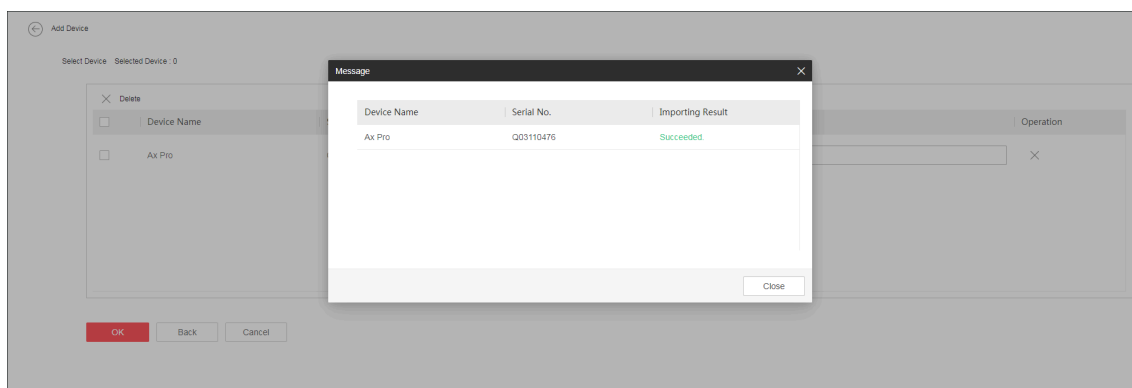 Add Device
Select Device Selected Device : 0
Delete
Device Name
Operation
Ax Pro
Message
Device Name Serial No. Importing Result
Ax Pro Q03110476 Succeeded.
Close
OK Back Cancel